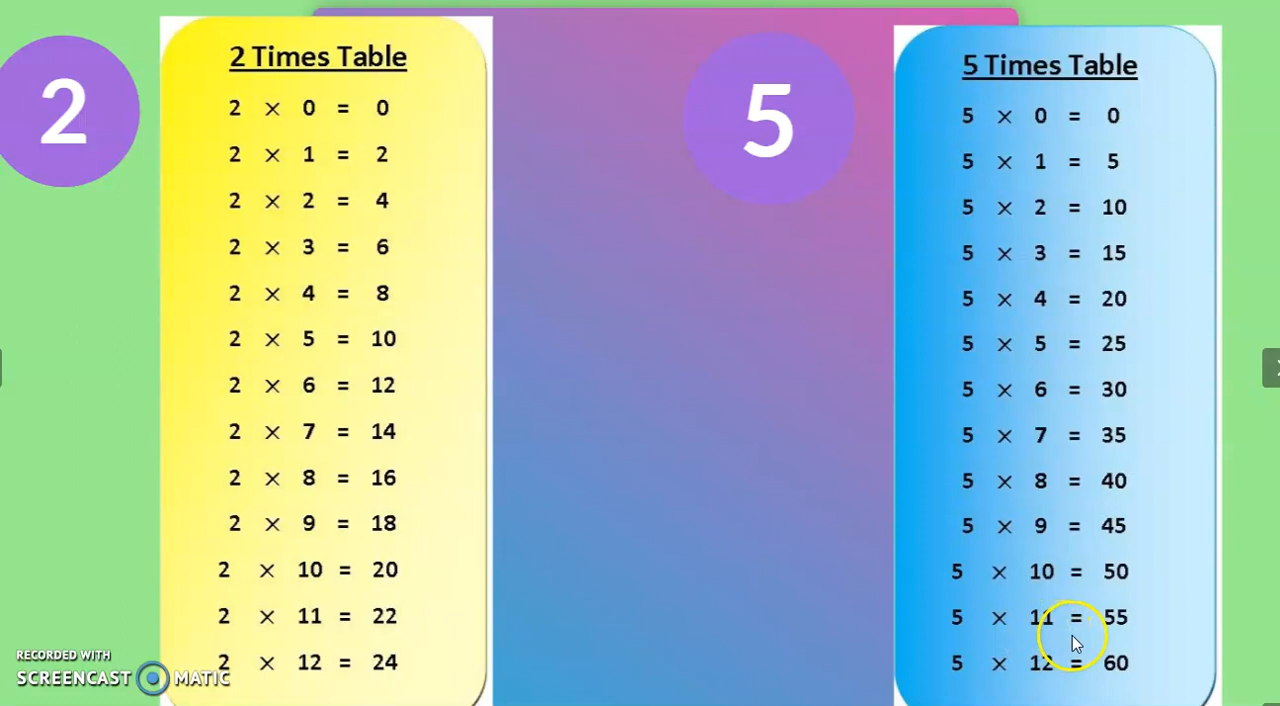 2
2 Times Table
2 × 0 = 0
2 × 1 = 2
2 × 2 = 4
2 × 3 = 6
2 × 4 = 8
2 × 5 = 10
2 × 6 = 12
2 × 7 = 14
2 × 8 = 16
2 × 9 = 18
2 × 10 = 20
2 × 11 = 22
2 × 12 = 24
5
5 Times Table
5 × 0 = 0
5 × 1 = 5
5 × 2 = 10
5 × 3 = 15
5 × 4 = 20
5 × 5 = 25
5 × 6 = 30
5 × 7 = 35
5 × 8 = 40
5 × 9 = 45
5 × 10 = 50
5 × 11 = 55
5 × 12 = 60
RECORDED WITH
SCREENCAST MATIC